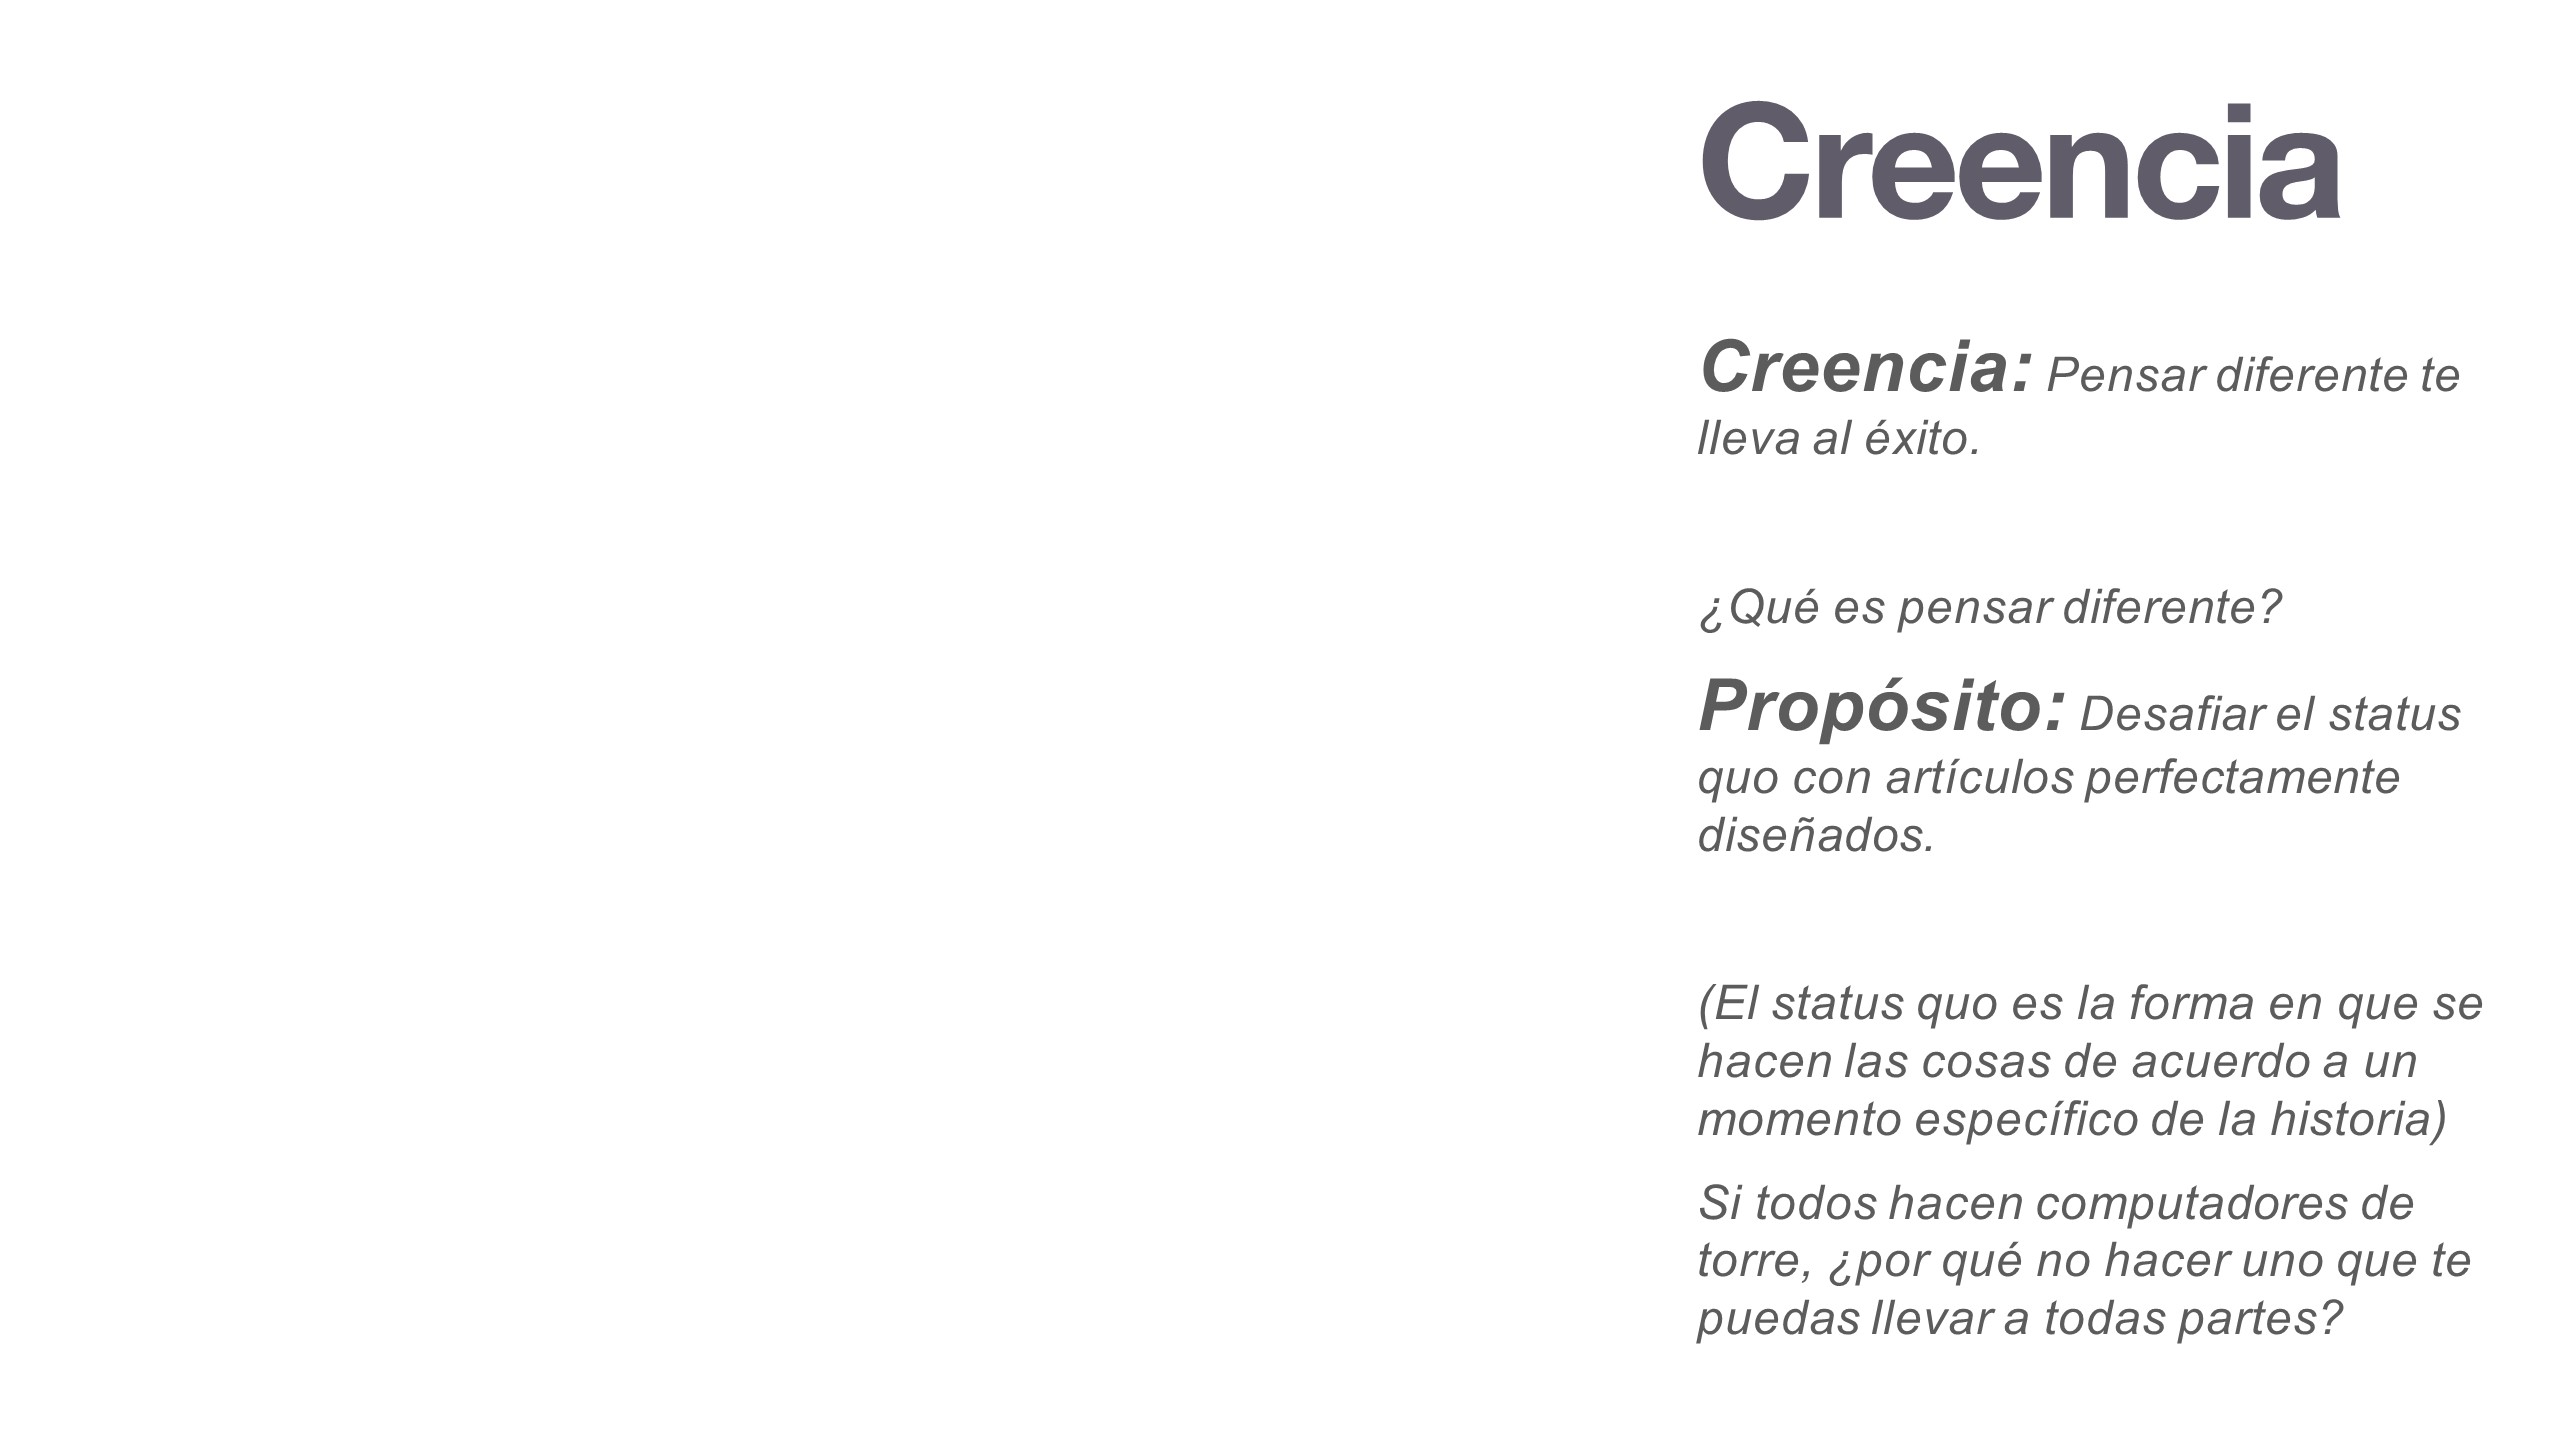 Creencia
Creencia: Pensar diferente te
lleva al éxito.
¿Qué es pensar diferente?
Propósito: Desafiar el status
quo con artículos perfectamente
diseñados.
(El status quo es la forma en que se
hacen las cosas de acuerdo a un
momento específico de la historia)
Si todos hacen computadores de
torre, ¿por qué no hacer uno que te
puedas llevar a todas partes?